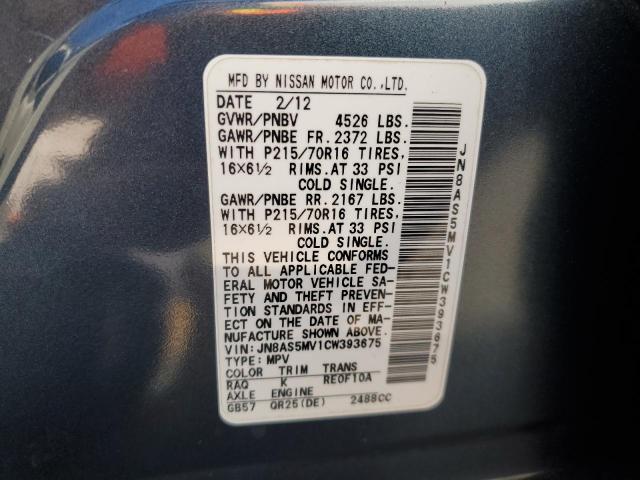 MFD BY NISSAN MOTOR CO.,LTD.
DATE 2/12
GVWR/PNBV 4526 LBS.
GAWR/PNBE FR. 2372 LBS.
WITH P215/70R16 TIRES,
16×6½ RIMS. AT 33 PSI
COLD SINGLE.
GAWR/PNBE RR. 2167 LBS.
WITH P215/70R16 TIRES,
16×6½ RIMS. AT 33 PSI
COLD SINGLE.
THIS VEHICLE CONFORMS
TO ALL APPLICABLE FED-
ERAL MOTOR VEHICLE SA-
FETY AND THEFT PREVEN-
TION STANDARDS IN EFF-
ECT ON THE DATE OF MA-
NUFACTURE SHOWN ABOVE.
VIN: JN8AS5MV1CW393675
TYPE: MPV
COLOR TRIM TRANS
RAQ K RE0F10A
AXLE ENGINE
GB57 QR25(DE) 2488CC
JN8AS5MV1CW393675